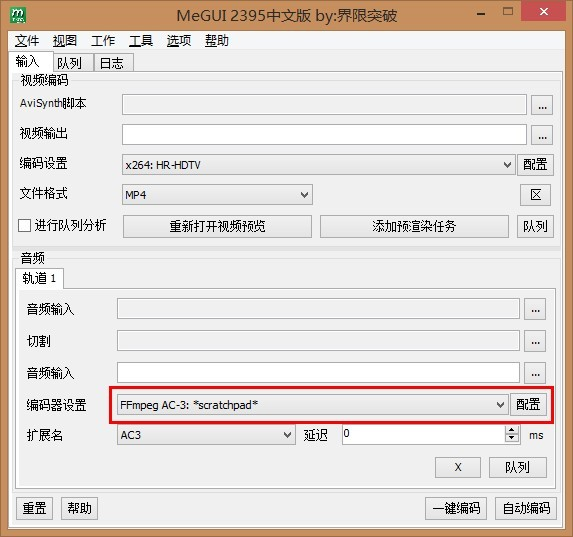 MeGUI 2395中文版 by:界限突破
文件 视图 工作 工具 选项 帮助
输入 队列 日志
视频编码
AviSynth脚本 ...
视频输出 ...
编码设置 x264: HR-HDTV 配置
文件格式 MP4 区
进行队列分析 重新打开视频预览 添加预渲染任务 队列
音频
轨道 1
音频输入 ...
切割 ...
音频输入 ...
编码器设置 FFmpeg AC-3: *scratchpad* 配置
扩展名 AC3 延迟 0 ms
X 队列
重置 帮助 一键编码 自动编码